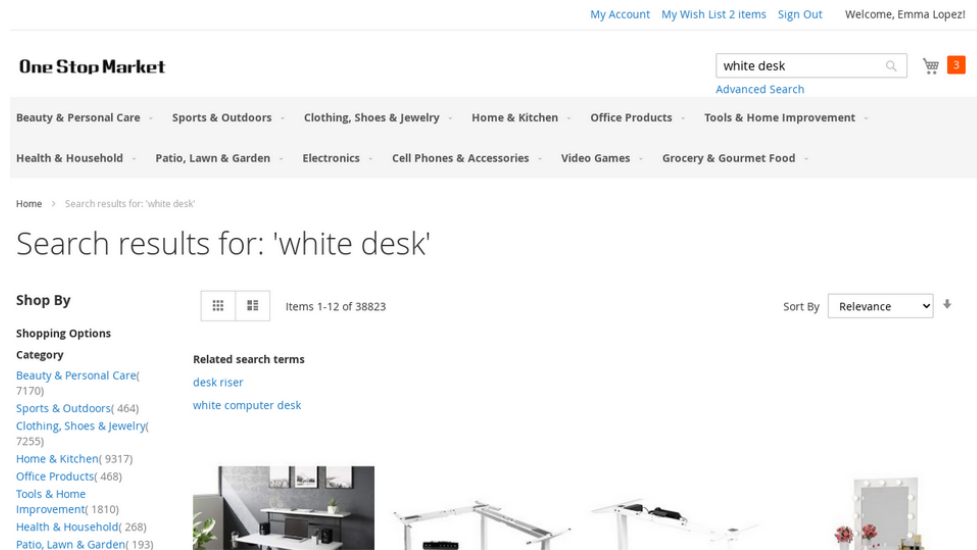 My Account My Wish List 2 items Sign Out Welcome, Emma Lopez!
One Stop Market
white desk
3
Advanced Search
Beauty & Personal Care Sports & Outdoors Clothing, Shoes & Jewelry Home & Kitchen Office Products Tools & Home Improvement
Health & Household Patio, Lawn & Garden Electronics Cell Phones & Accessories Video Games Grocery & Gourmet Food
Home > Search results for: 'white desk'
Search results for: 'white desk'
Shop By
Items 1-12 of 38823
Sort By Relevance
Shopping Options
Category
Beauty & Personal Care(
7170)
Sports & Outdoors( 464)
Clothing, Shoes & Jewelry(
7255)
Home & Kitchen( 9317)
Office Products( 468)
Tools & Home
Improvement( 1810)
Health & Household( 268)
Patio, Lawn & Garden( 193)
Related search terms
desk riser
white computer desk